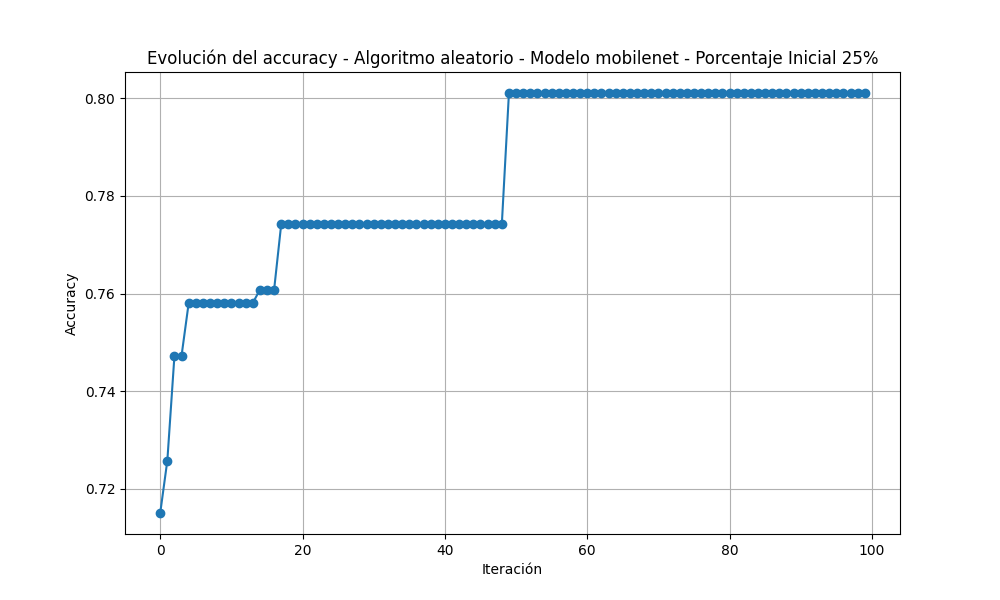 Evolución del accuracy - Algoritmo aleatorio - Modelo mobilenet - Porcentaje Inicial 25%
0.80
0.78
0.76
0.74
0.72
Accuracy
0 20 40 60 80 100
Iteración